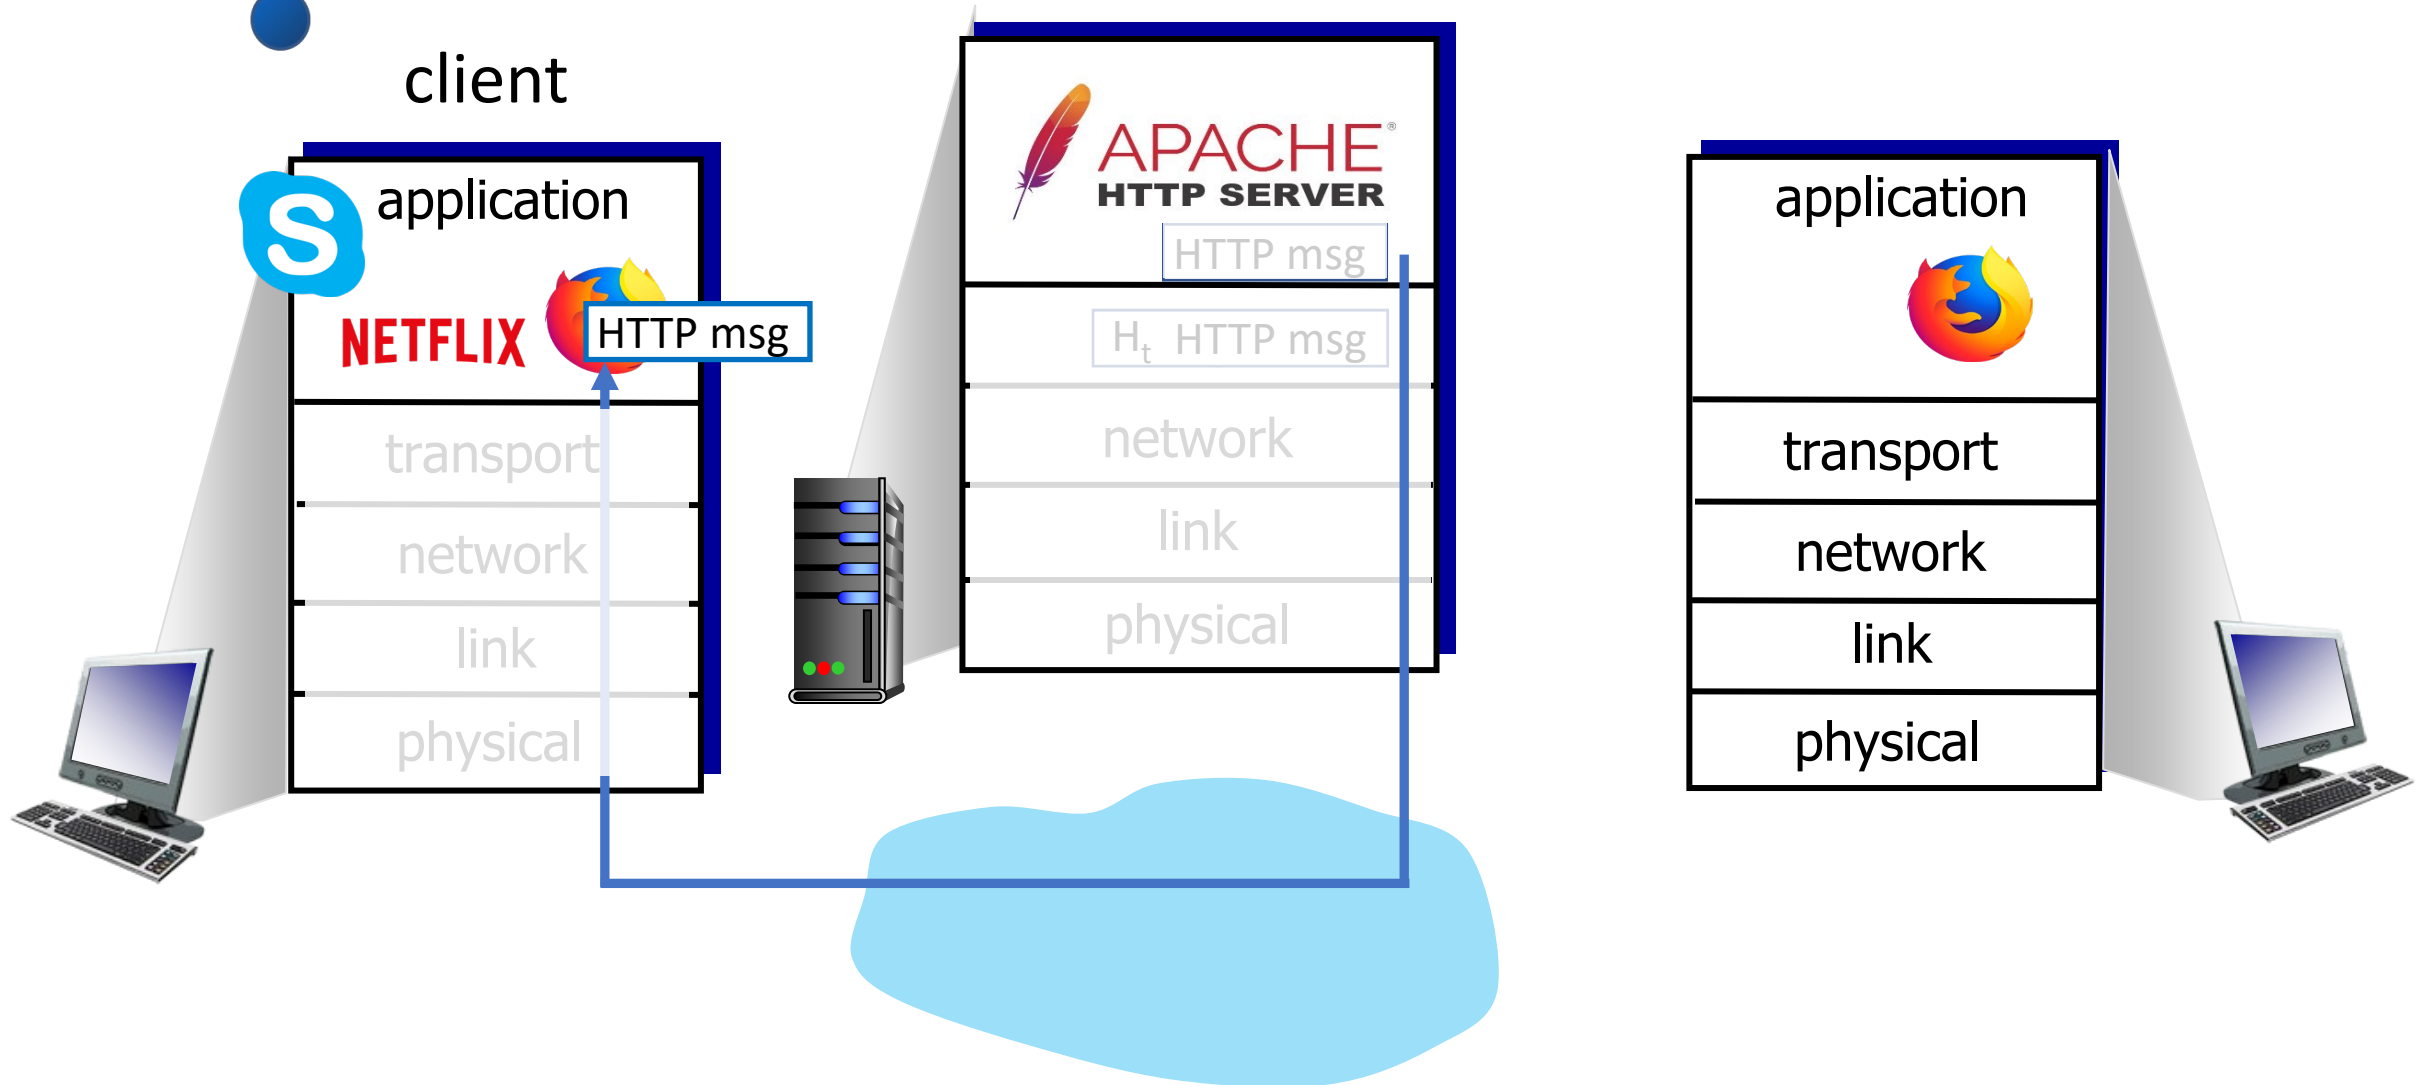 client
application
S
NETFLIX
HTTP msg
transport
network
link
physical
APACHE®
HTTP SERVER
HTTP msg
Ht HTTP msg
network
link
physical
application
transport
network
link
physical